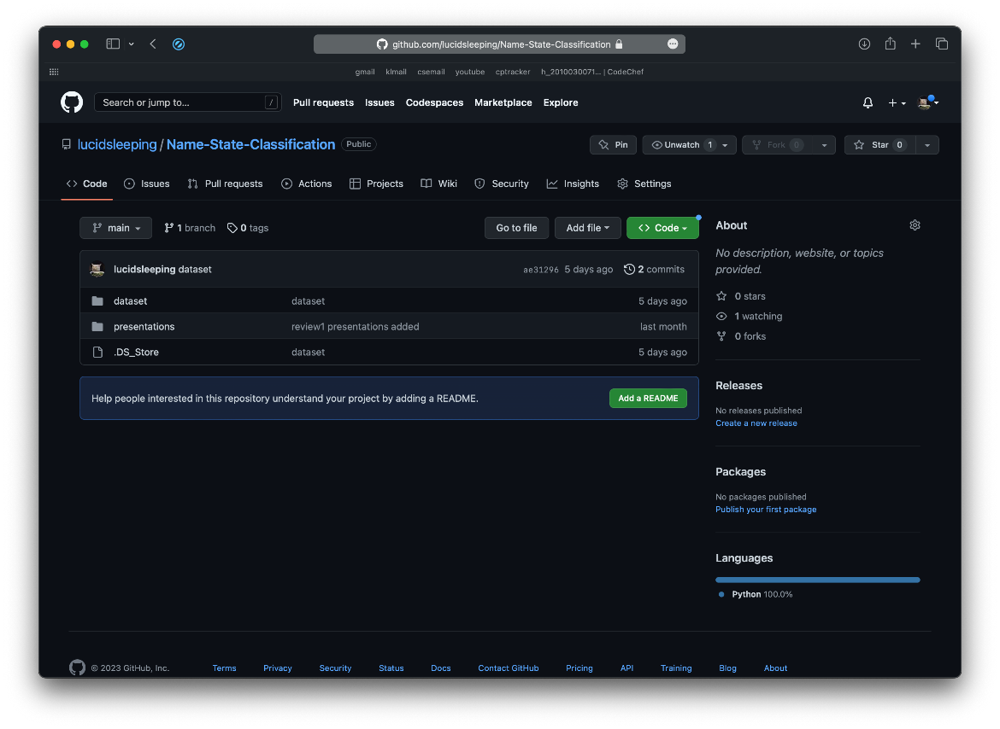 github.com/lucidsleeping/Name-State-Classification
gmail klmail csemail youtube cptracker h_2010030071... | CodeChef
Search or jump to... / Pull requests Issues Codespaces Marketplace Explore
lucidsleeping / Name-State-Classification Public Pin Unwatch 1 Fork 0 Star 0
Code Issues Pull requests Actions Projects Wiki Security Insights Settings
main 1 branch 0 tags Go to file Add file Code
lucidsleeping dataset ae31296 5 days ago 2 commits
dataset dataset 5 days ago
presentations review1 presentations added last month
.DS_Store dataset 5 days ago
Help people interested in this repository understand your project by adding a README. Add a README
About
No description, website, or topics
provided.
0 stars
1 watching
0 forks
Releases
No releases published
Create a new release
Packages
No packages published
Publish your first package
Languages
Python 100.0%
© 2023 GitHub, Inc. Terms Privacy Security Status Docs Contact GitHub Pricing API Training Blog About